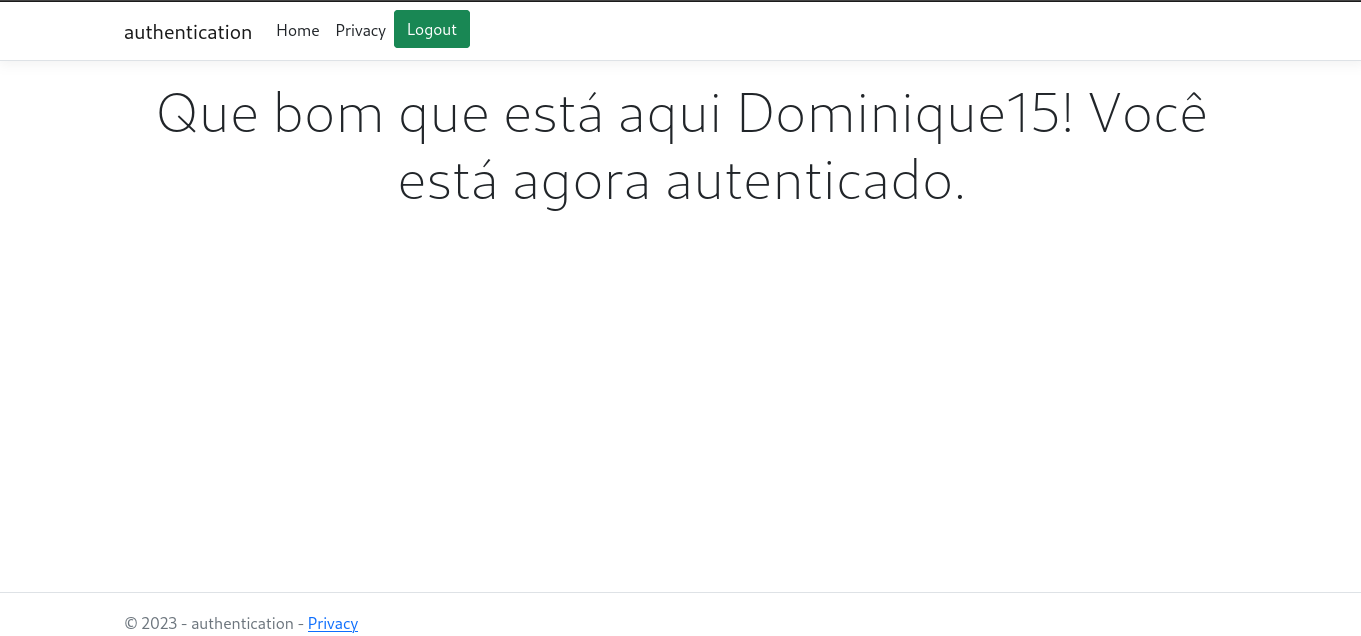 authentication Home Privacy Logout
Que bom que está aqui Dominique15! Você
está agora autenticado.
© 2023 - authentication - Privacy